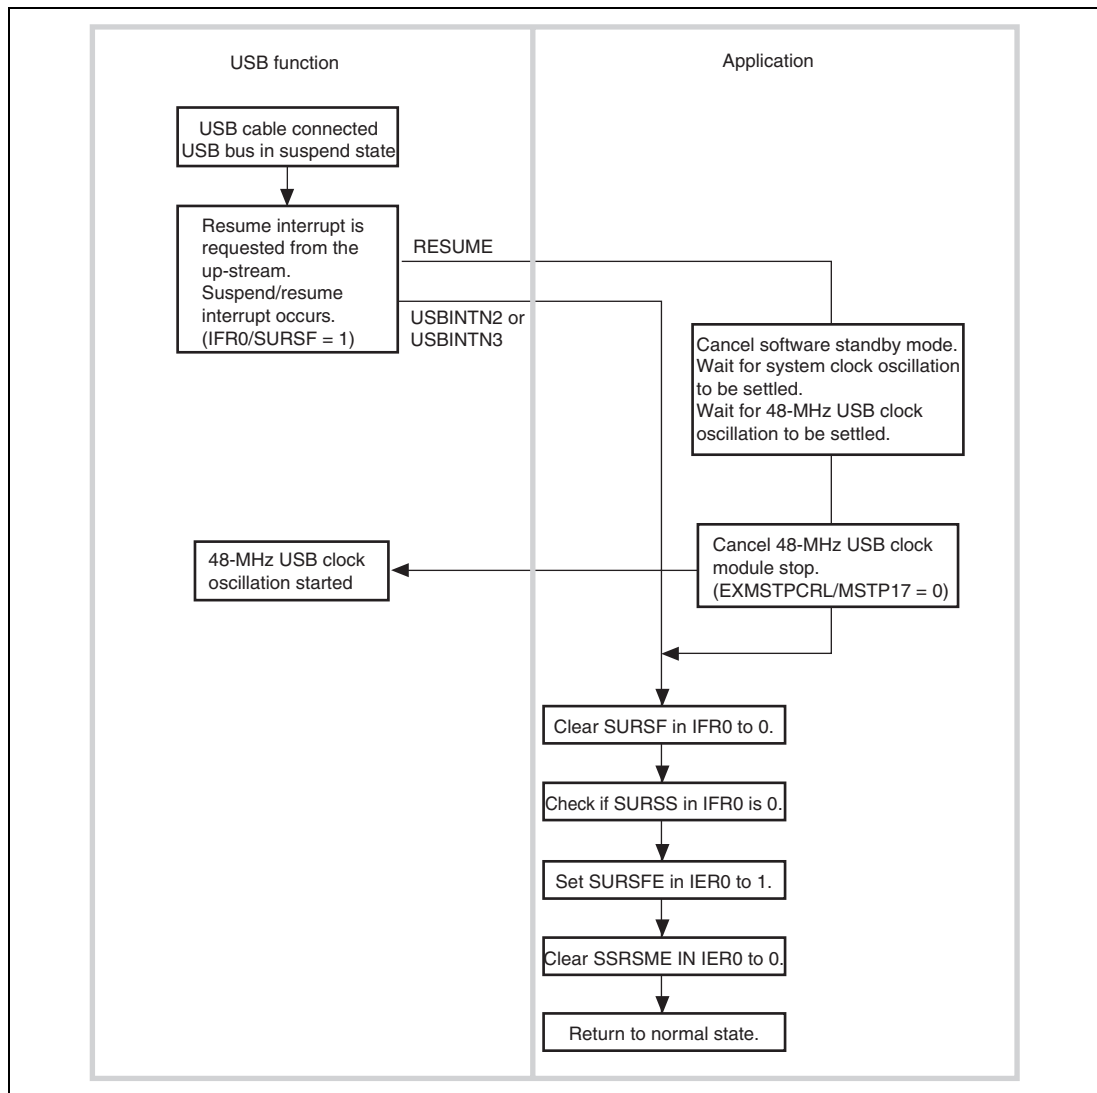 USB function
Application
USB cable connected
USB bus in suspend state
Resume interrupt is
requested from the
up-stream.
Suspend/resume
interrupt occurs.
(IFR0/SURSF = 1)
RESUME
USBINTN2 or
USBINTN3
Cancel software standby mode.
Wait for system clock oscillation
to be settled.
Wait for 48-MHz USB clock
oscillation to be settled.
48-MHz USB clock
oscillation started
Cancel 48-MHz USB clock
module stop.
(EXMSTPCRL/MSTP17 = 0)
Clear SURSF in IFR0 to 0.
Check if SURSS in IFR0 is 0.
Set SURSFE in IER0 to 1.
Clear SSRSME IN IER0 to 0.
Return to normal state.